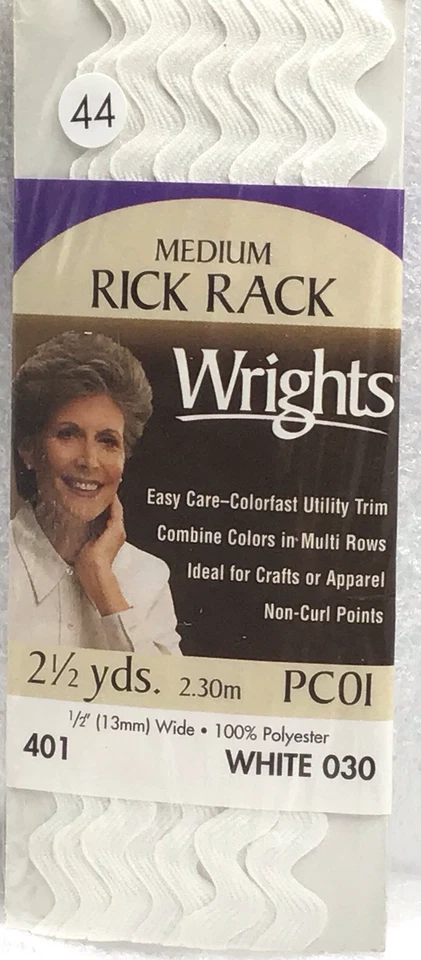 44
MEDIUM
RICK RACK
Wrights
Easy Care–Colorfast Utility Trim
Combine Colors in Multi Rows
Ideal for Crafts or Apparel
Non-Curl Points
2½ yds. 2.30m PC01
½" (13mm) Wide • 100% Polyester
401 WHITE 030